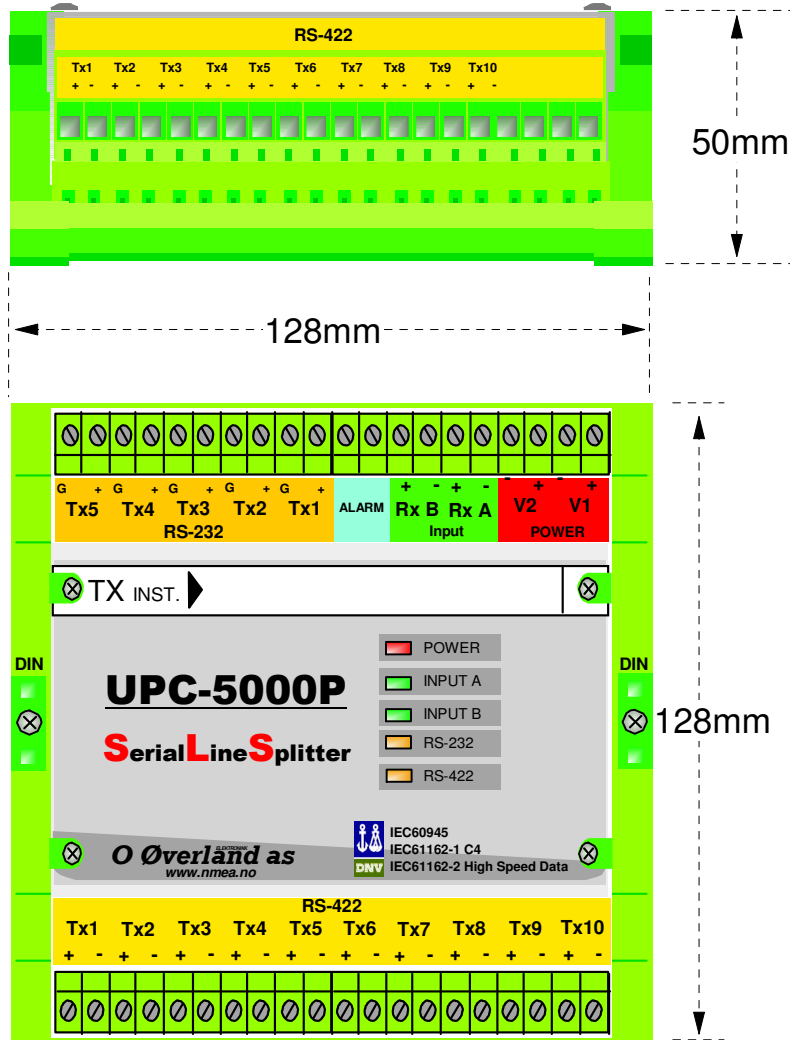 RS-422
Tx1 Tx2 Tx3 Tx4 Tx5 Tx6 Tx7 Tx8 Tx9 Tx10
+ - + - + - + - + - + - + - + - + - + -
50mm
128mm
G + G + G + G + G + + - + - - + - +
Tx5 Tx4 Tx3 Tx2 Tx1 ALARM Rx B Rx A V2 V1
RS-232 Input POWER
TX INST.
POWER
DIN DIN
INPUT A
UPC-5000P
INPUT B
128mm
SerialLineSplitter
RS-232
RS-422
IEC60945
ELEKTRONIK
O Øverland as
IEC61162-1 C4
www.nmea.no
DNV IEC61162-2 High Speed Data
RS-422
Tx1 Tx2 Tx3 Tx4 Tx5 Tx6 Tx7 Tx8 Tx9 Tx10
+ - + - + - + - + - + - + - + - + - + -